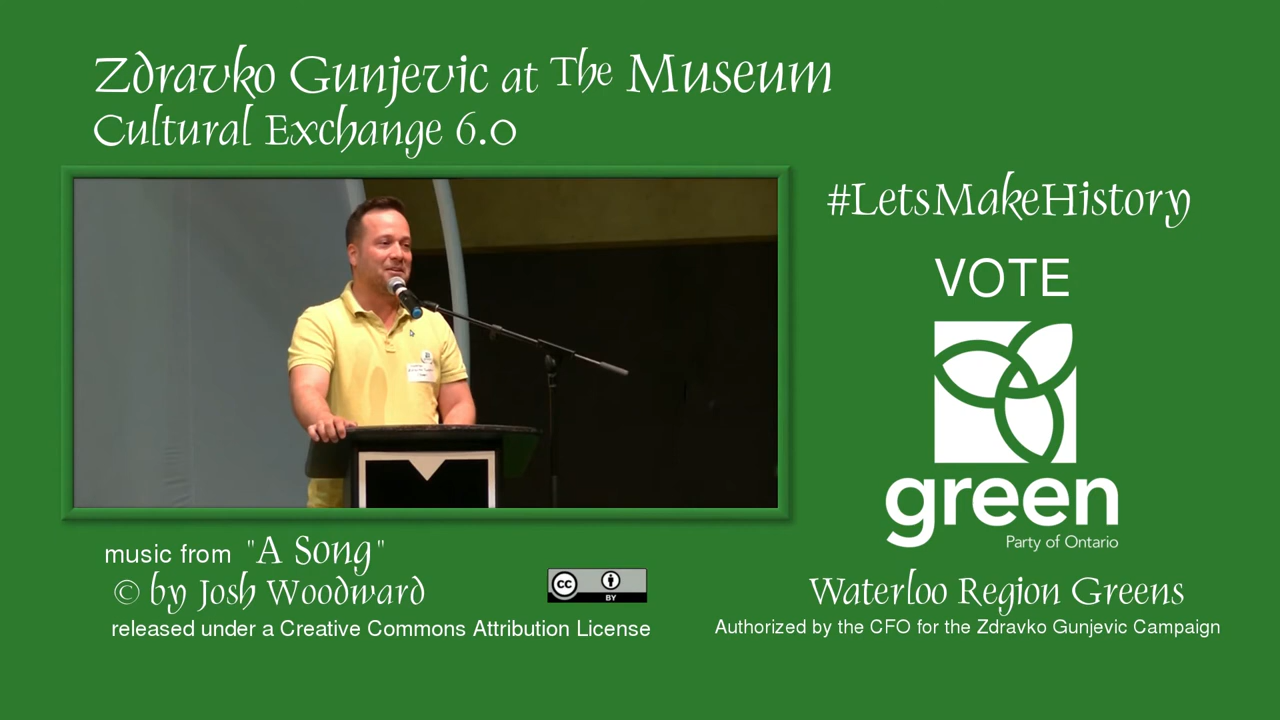 Zdravko Gunjevic at The Museum
Cultural Exchange 6.0
#LetsMakeHistory
VOTE
green
Party of Ontario
music from "A Song"
© by Josh Woodward
cc BY
released under a Creative Commons Attribution License
Waterloo Region Greens
Authorized by the CFO for the Zdravko Gunjevic Campaign